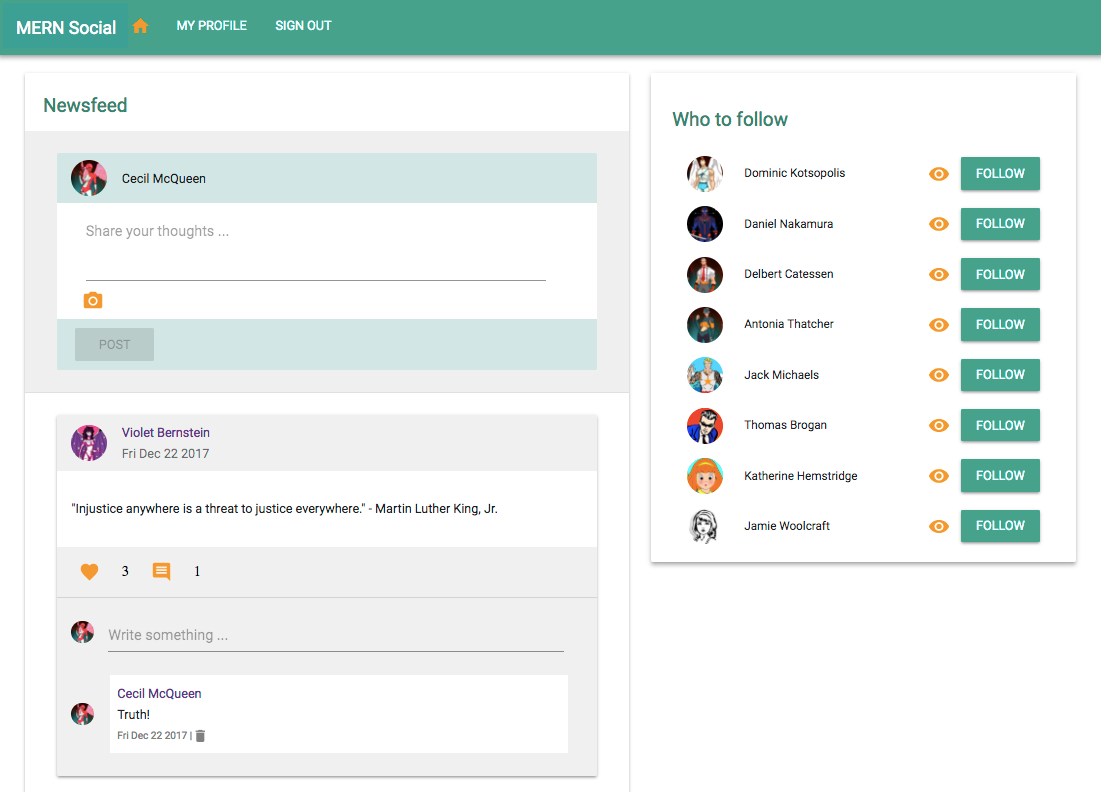 MERN Social
MY PROFILE
SIGN OUT
Newsfeed
Cecil McQueen
Share your thoughts ...
POST
Violet Bernstein
Fri Dec 22 2017
"Injustice anywhere is a threat to justice everywhere." - Martin Luther King, Jr.
3
1
Write something ...
Cecil McQueen
Truth!
Fri Dec 22 2017 |
Who to follow
Dominic Kotsopolis FOLLOW
Daniel Nakamura FOLLOW
Delbert Catessen FOLLOW
Antonia Thatcher FOLLOW
Jack Michaels FOLLOW
Thomas Brogan FOLLOW
Katherine Hemstridge FOLLOW
Jamie Woolcraft FOLLOW